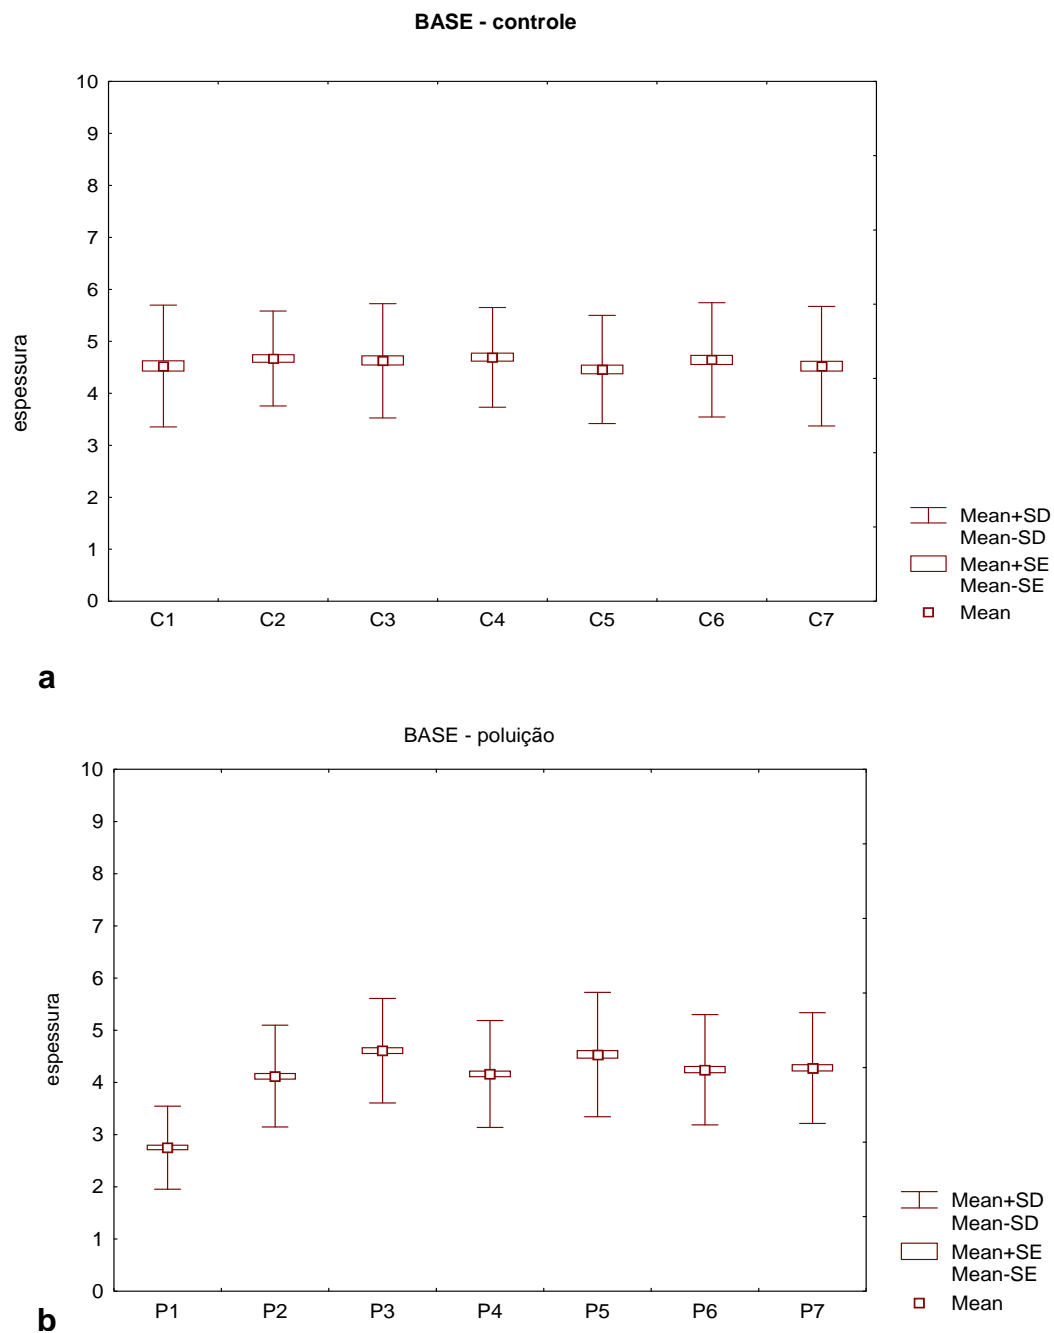 BASE - controle
10
9
8
7
6
5
4
3
2
1
0
espessura
C1 C2 C3 C4 C5 C6 C7
Mean+SD
Mean-SD
Mean+SE
Mean-SE
Mean
a
BASE - poluição
10
9
8
7
6
5
4
3
2
1
0
espessura
P1 P2 P3 P4 P5 P6 P7
Mean+SD
Mean-SD
Mean+SE
Mean-SE
Mean
b